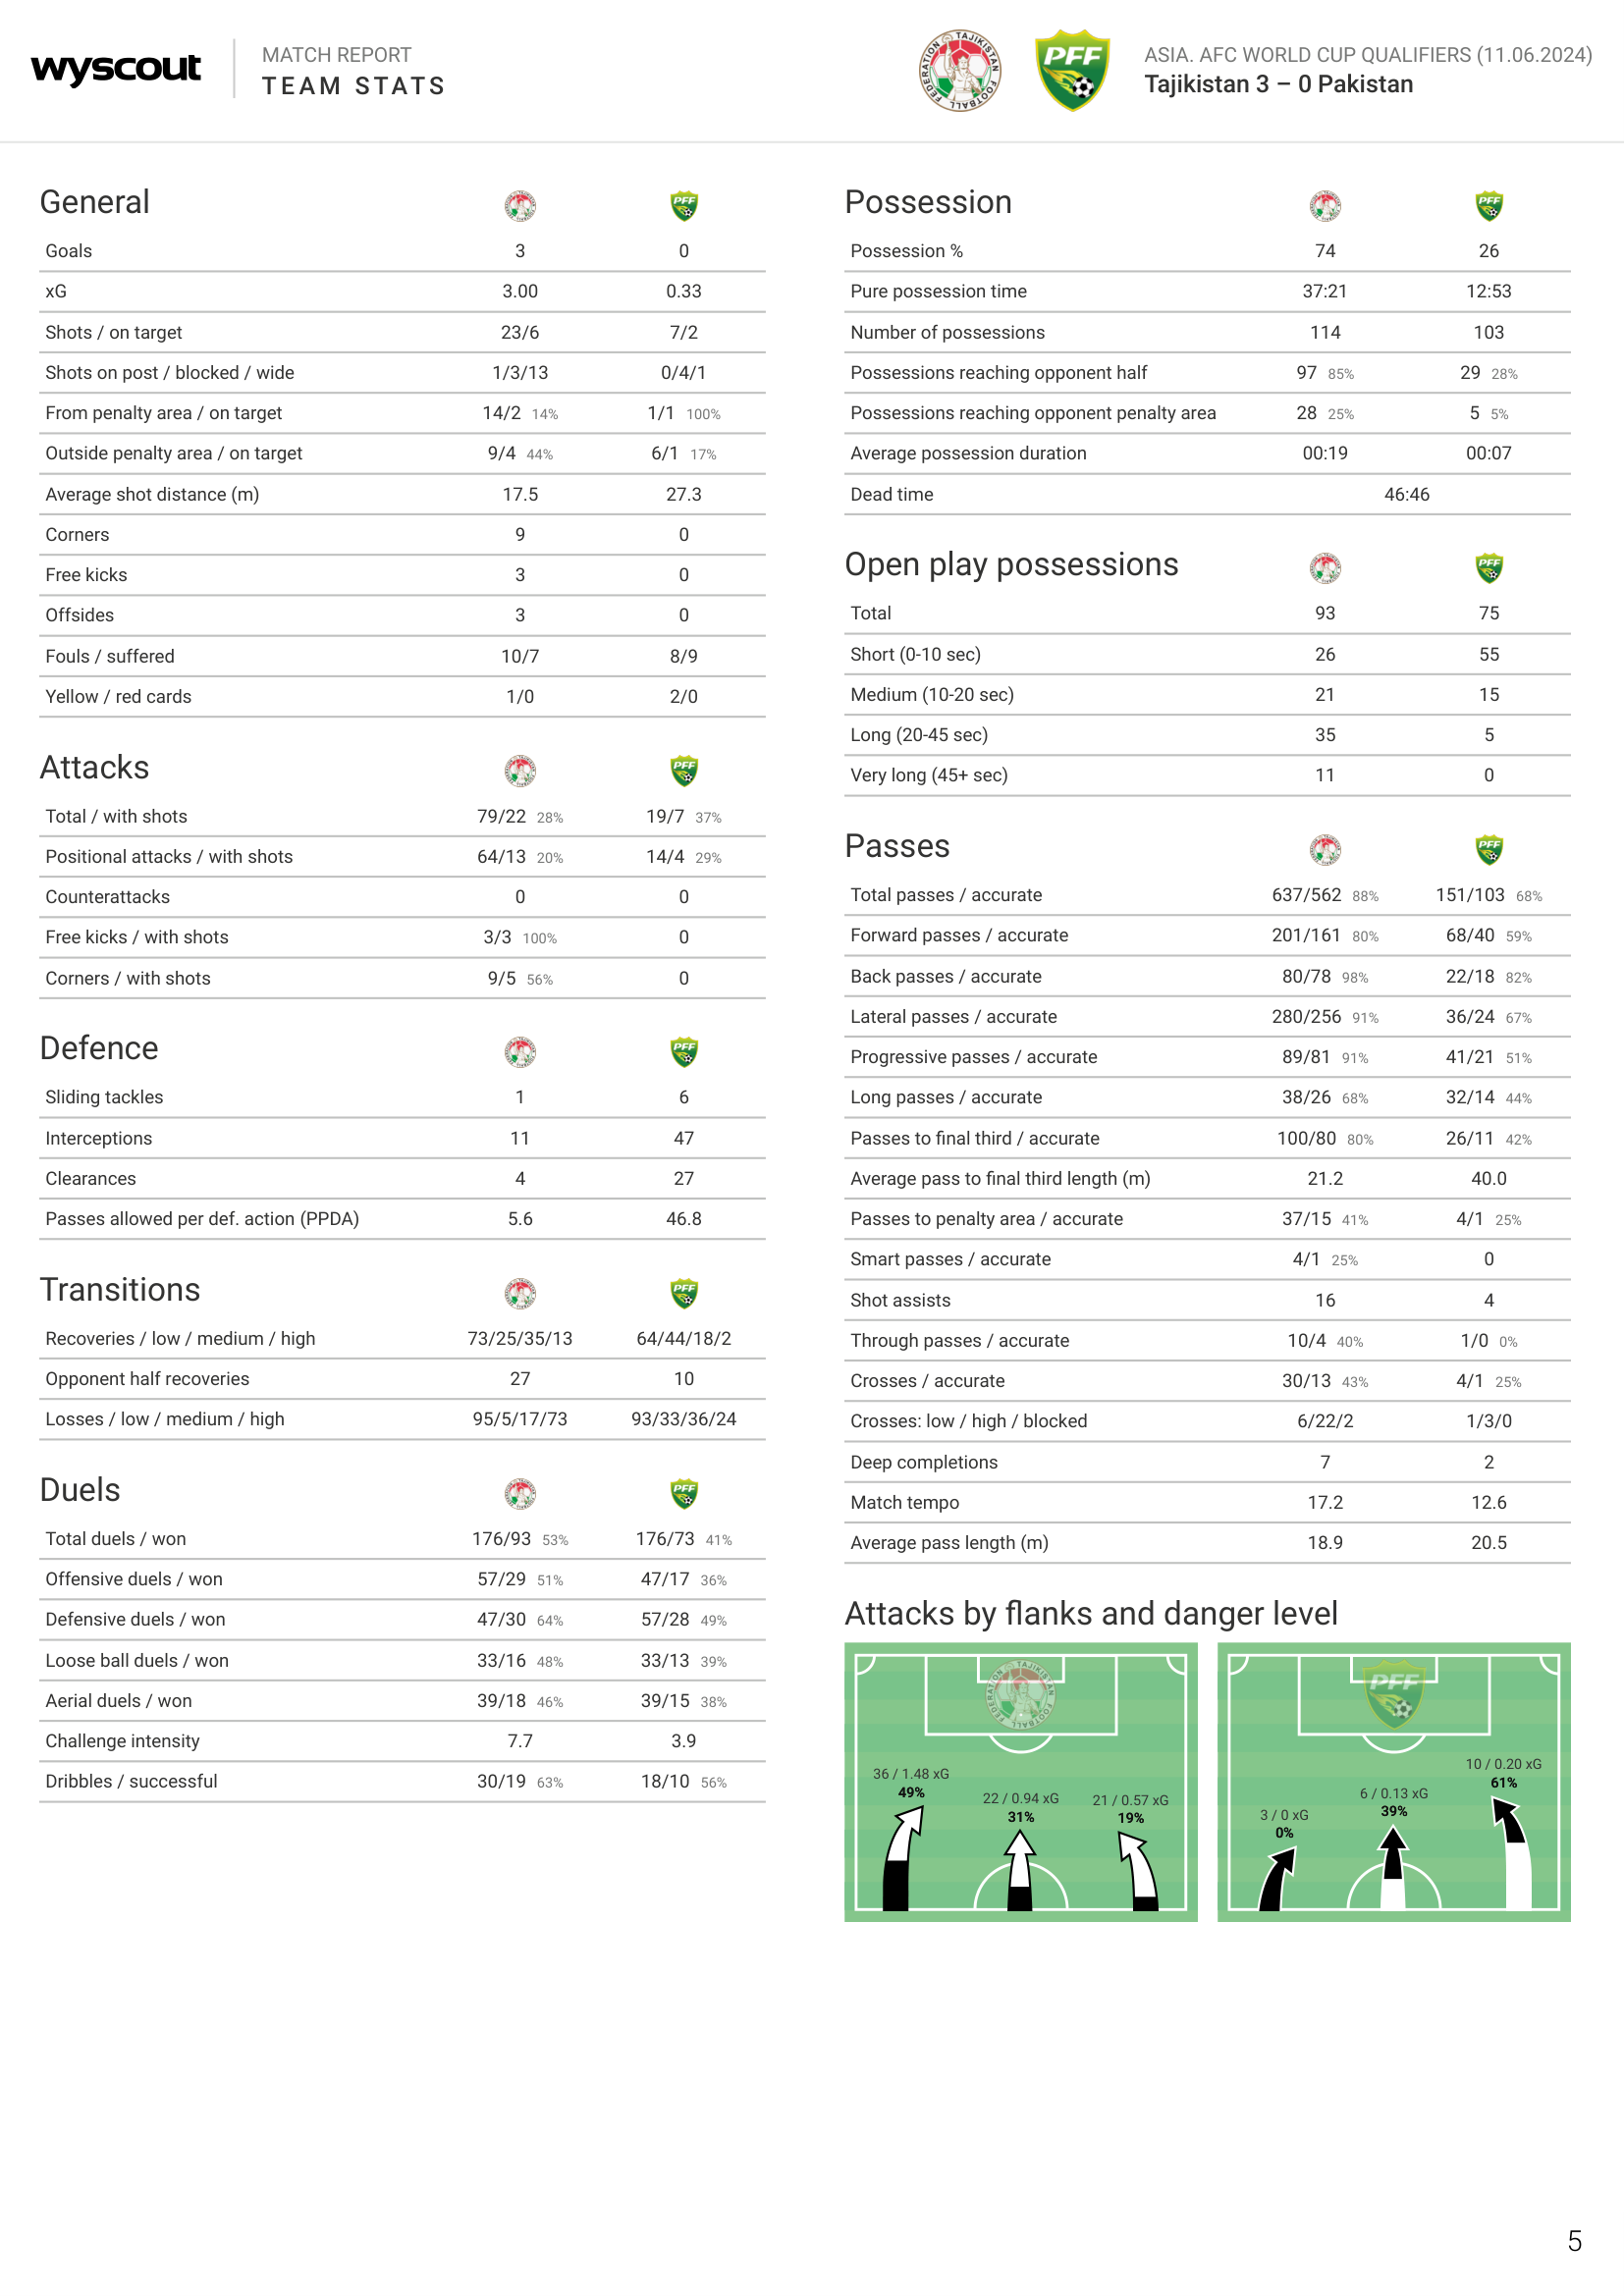 wyscout
MATCH REPORT
TEAM STATS
FEDERATION TAJIKISTAN FOOTBALL
PFF
ASIA. AFC WORLD CUP QUALIFIERS (11.06.2024)
Tajikistan 3 – 0 Pakistan
General
Goals 3 0
xG 3.00 0.33
Shots / on target 23/6 7/2
Shots on post / blocked / wide 1/3/13 0/4/1
From penalty area / on target 14/2 14% 1/1 100%
Outside penalty area / on target 9/4 44% 6/1 17%
Average shot distance (m) 17.5 27.3
Corners 9 0
Free kicks 3 0
Offsides 3 0
Fouls / suffered 10/7 8/9
Yellow / red cards 1/0 2/0
Attacks
Total / with shots 79/22 28% 19/7 37%
Positional attacks / with shots 64/13 20% 14/4 29%
Counterattacks 0 0
Free kicks / with shots 3/3 100% 0
Corners / with shots 9/5 56% 0
Defence
Sliding tackles 1 6
Interceptions 11 47
Clearances 4 27
Passes allowed per def. action (PPDA) 5.6 46.8
Transitions
Recoveries / low / medium / high 73/25/35/13 64/44/18/2
Opponent half recoveries 27 10
Losses / low / medium / high 95/5/17/73 93/33/36/24
Duels
Total duels / won 176/93 53% 176/73 41%
Offensive duels / won 57/29 51% 47/17 36%
Defensive duels / won 47/30 64% 57/28 49%
Loose ball duels / won 33/16 48% 33/13 39%
Aerial duels / won 39/18 46% 39/15 38%
Challenge intensity 7.7 3.9
Dribbles / successful 30/19 63% 18/10 56%
Possession
Possession % 74 26
Pure possession time 37:21 12:53
Number of possessions 114 103
Possessions reaching opponent half 97 85% 29 28%
Possessions reaching opponent penalty area 28 25% 5 5%
Average possession duration 00:19 00:07
Dead time 46:46
Open play possessions
Total 93 75
Short (0-10 sec) 26 55
Medium (10-20 sec) 21 15
Long (20-45 sec) 35 5
Very long (45+ sec) 11 0
Passes
Total passes / accurate 637/562 88% 151/103 68%
Forward passes / accurate 201/161 80% 68/40 59%
Back passes / accurate 80/78 98% 22/18 82%
Lateral passes / accurate 280/256 91% 36/24 67%
Progressive passes / accurate 89/81 91% 41/21 51%
Long passes / accurate 38/26 68% 32/14 44%
Passes to final third / accurate 100/80 80% 26/11 42%
Average pass to final third length (m) 21.2 40.0
Passes to penalty area / accurate 37/15 41% 4/1 25%
Smart passes / accurate 4/1 25% 0
Shot assists 16 4
Through passes / accurate 10/4 40% 1/0 0%
Crosses / accurate 30/13 43% 4/1 25%
Crosses: low / high / blocked 6/22/2 1/3/0
Deep completions 7 2
Match tempo 17.2 12.6
Average pass length (m) 18.9 20.5
Attacks by flanks and danger level
FEDERATION TAJIKISTAN FOOTBALL
36 / 1.48 xG
49%
22 / 0.94 xG
31%
21 / 0.57 xG
19%
PFF
3 / 0 xG
0%
6 / 0.13 xG
39%
10 / 0.20 xG
61%
5